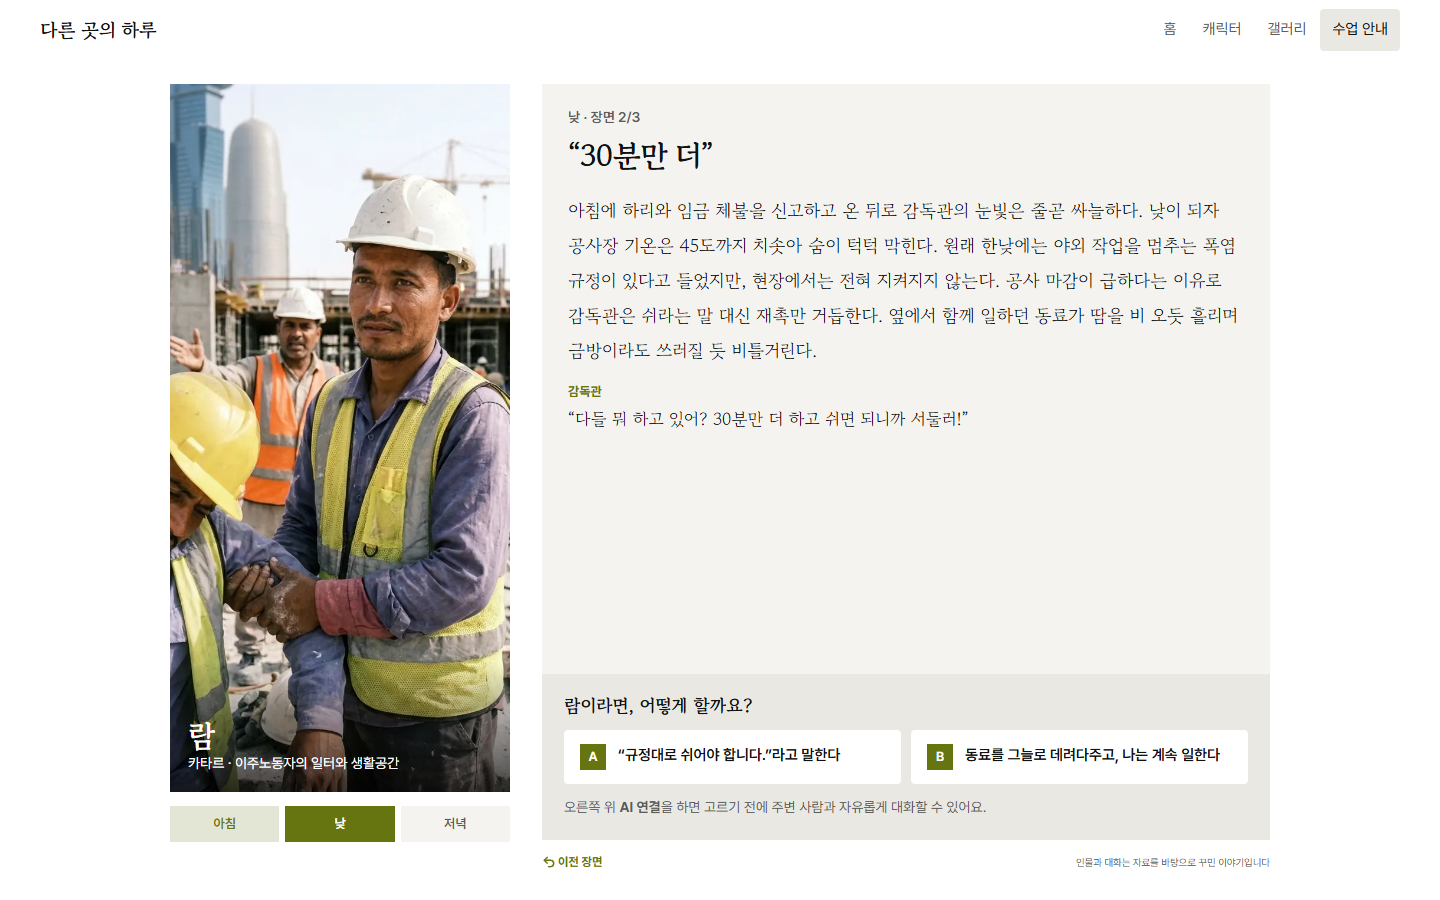 다른 곳의 하루
홈
캐릭터
갤러리
수업 안내
람
카타르 · 이주노동자의 일터와 생활공간
아침
낮
저녁
낮 · 장면 2/3
“30분만 더”
아침에 하리와 임금 체불을 신고하고 온 뒤로 감독관의 눈빛은 줄곧 싸늘하다. 낮이 되자
공사장 기온은 45도까지 치솟아 숨이 턱턱 막힌다. 원래 한낮에는 야외 작업을 멈추는 폭염
규정이 있다고 들었지만, 현장에서는 전혀 지켜지지 않는다. 공사 마감이 급하다는 이유로
감독관은 쉬라는 말 대신 재촉만 거듭한다. 옆에서 함께 일하던 동료가 땀을 비 오듯 흘리며
금방이라도 쓰러질 듯 비틀거린다.
감독관
“다들 뭐 하고 있어? 30분만 더 하고 쉬면 되니까 서둘러!”
람이라면, 어떻게 할까요?
A “규정대로 쉬어야 합니다.”라고 말한다
B 동료를 그늘로 데려다주고, 나는 계속 일한다
오른쪽 위 AI 연결을 하면 고르기 전에 주변 사람과 자유롭게 대화할 수 있어요.
이전 장면
인물과 대화는 자료를 바탕으로 꾸민 이야기입니다